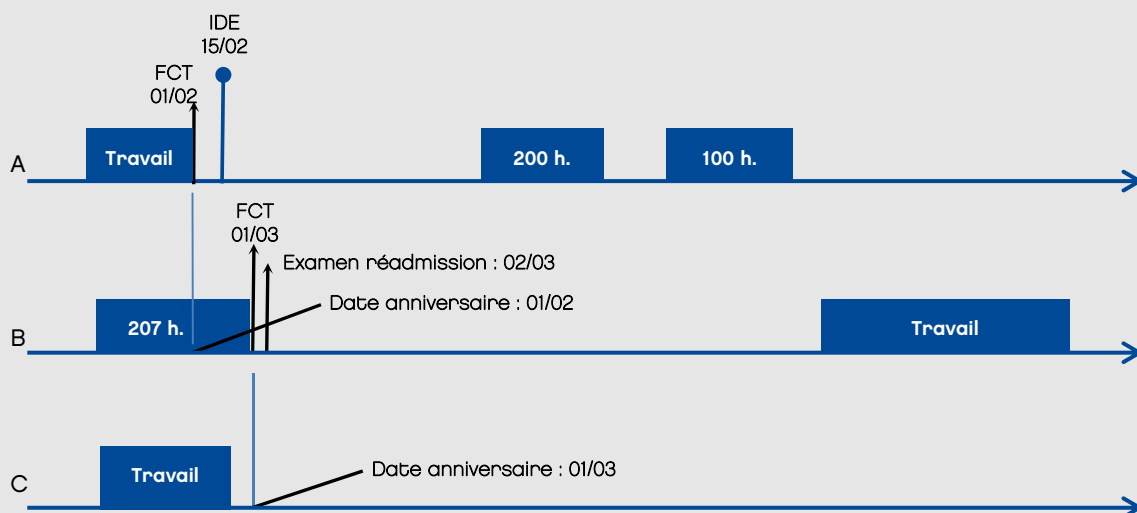 IDE
15/02
FCT
01/02
A
Travail
200 h.
100 h.
FCT
01/03
Examen réadmission : 02/03
Date anniversaire : 01/02
B
207 h.
Travail
C
Travail
Date anniversaire : 01/03